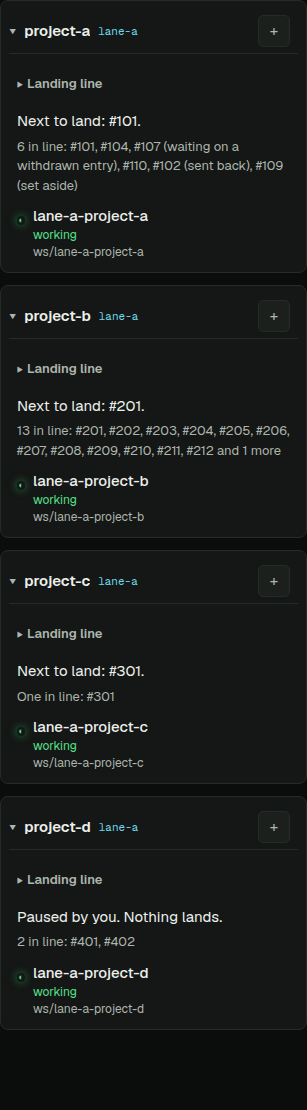 project-a lane-a +
Landing line
Next to land: #101.
6 in line: #101, #104, #107 (waiting on a
withdrawn entry), #110, #102 (sent back), #109
(set aside)
lane-a-project-a
working
ws/lane-a-project-a
project-b lane-a +
Landing line
Next to land: #201.
13 in line: #201, #202, #203, #204, #205, #206,
#207, #208, #209, #210, #211, #212 and 1 more
lane-a-project-b
working
ws/lane-a-project-b
project-c lane-a +
Landing line
Next to land: #301.
One in line: #301
lane-a-project-c
working
ws/lane-a-project-c
project-d lane-a +
Landing line
Paused by you. Nothing lands.
2 in line: #401, #402
lane-a-project-d
working
ws/lane-a-project-d